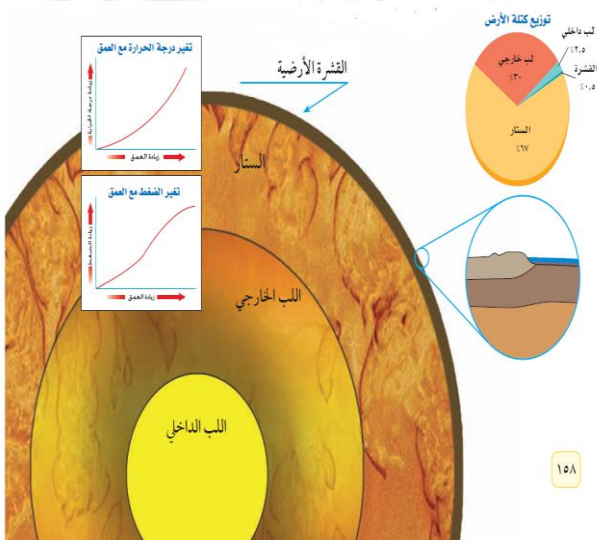 توزيع كتلة الأرض
لب داخلي
٢,٥٪
القشرة
٠,٥٪
لب خارجي
٣٠٪
الستار
٦٧٪
تغير درجة الحرارة مع العمق
زيادة درجة الحرارة
زيادة العمق
القشرة الأرضية
الستار
تغير الضغط مع العمق
زيادة الضغط
زيادة العمق
اللب الخارجي
اللب الداخلي
١٥٨